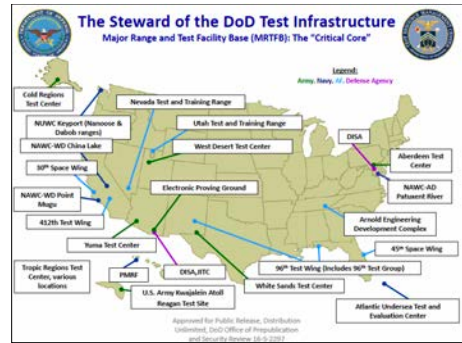 The Steward of the DoD Test Infrastructure
Major Range and Test Facility Base (MRTFB): The “Critical Core”
Legend:
Army, Navy, AF, Defense Agency
Cold Regions
Test Center
Nevada Test and Training Range
NUWC Keyport (Nanoose &
Dabob ranges)
Utah Test and Training Range
DISA
NAWC-WD China Lake
West Desert Test Center
Aberdeen Test
Center
30th Space Wing
Electronic Proving Ground
NAWC-AD
Patuxent River
NAWC-WD Point
Mugu
412th Test Wing
Arnold Engineering
Development Complex
Yuma Test Center
45th Space Wing
Tropic Regions Test
Center, various
locations
PMRF
DISA,JITC
96th Test Wing (Includes 96th Test Group)
White Sands Test Center
U.S. Army Kwajalein Atoll
Reagan Test Site
Atlantic Undersea Test and
Evaluation Center
Approved for Public Release, Distribution
Unlimited, DoD Office of Prepublication
and Security Review 16-S-2297